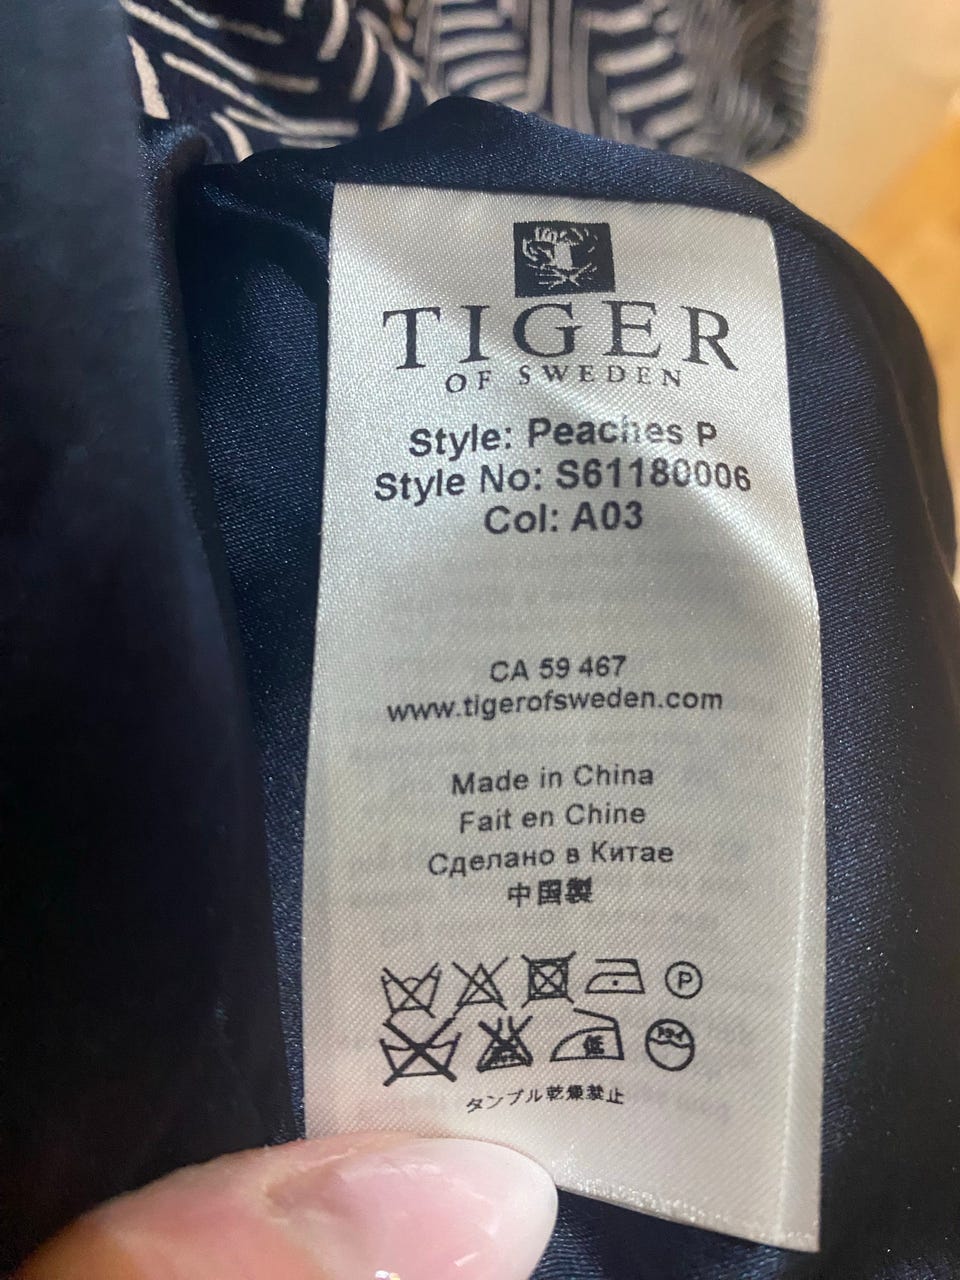 TIGER
OF SWEDEN
Style: Peaches P
Style No: S61180006
Col: A03
CA 59 467
www.tigerofsweden.com
Made in China
Fait en Chine
Сделано в Китае
中国製
P
低
タンブル乾燥禁止